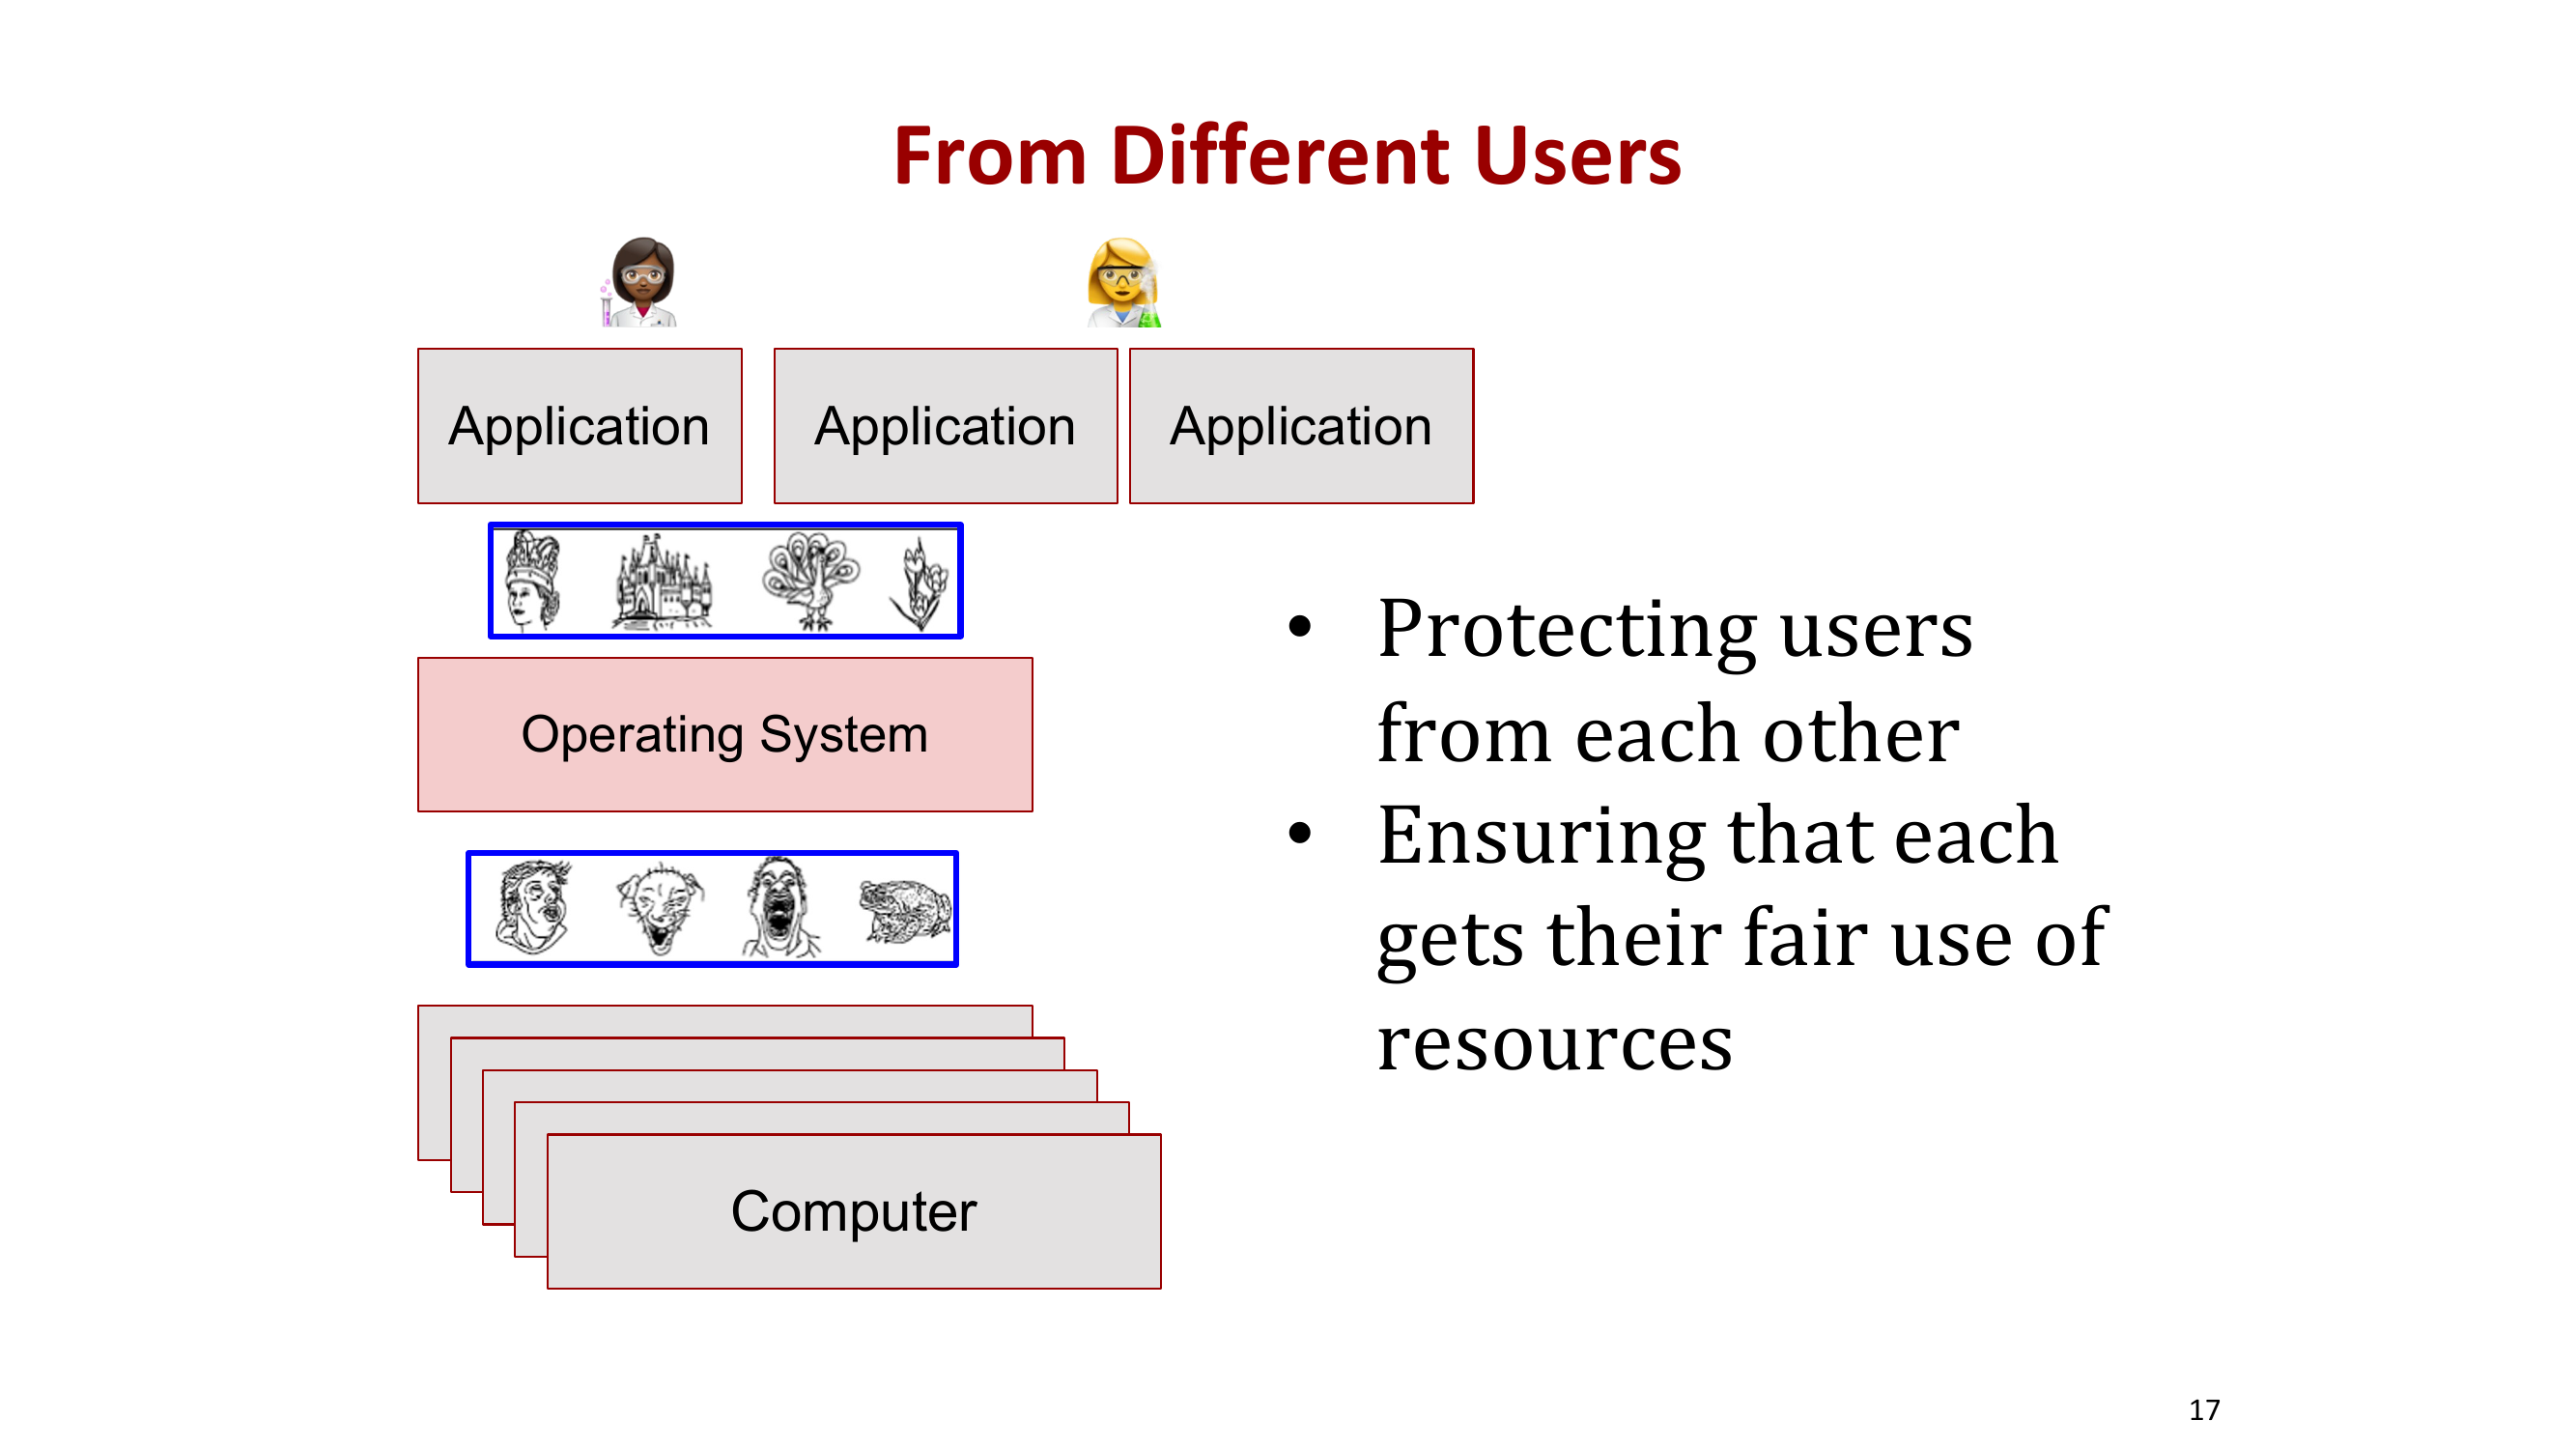 From Different Users
Application
Application
Application
Operating System
Computer
• Protecting users
from each other
• Ensuring that each
gets their fair use of
resources
17